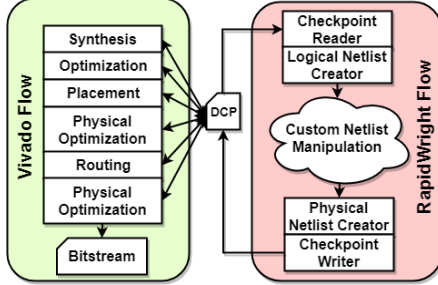 Vivado Flow
Synthesis
Optimization
Placement
Physical
Optimization
Routing
Physical
Optimization
Bitstream
DCP
Checkpoint
Reader
Logical Netlist
Creator
Custom Netlist
Manipulation
Physical
Netlist Creator
Checkpoint
Writer
RapidWright Flow